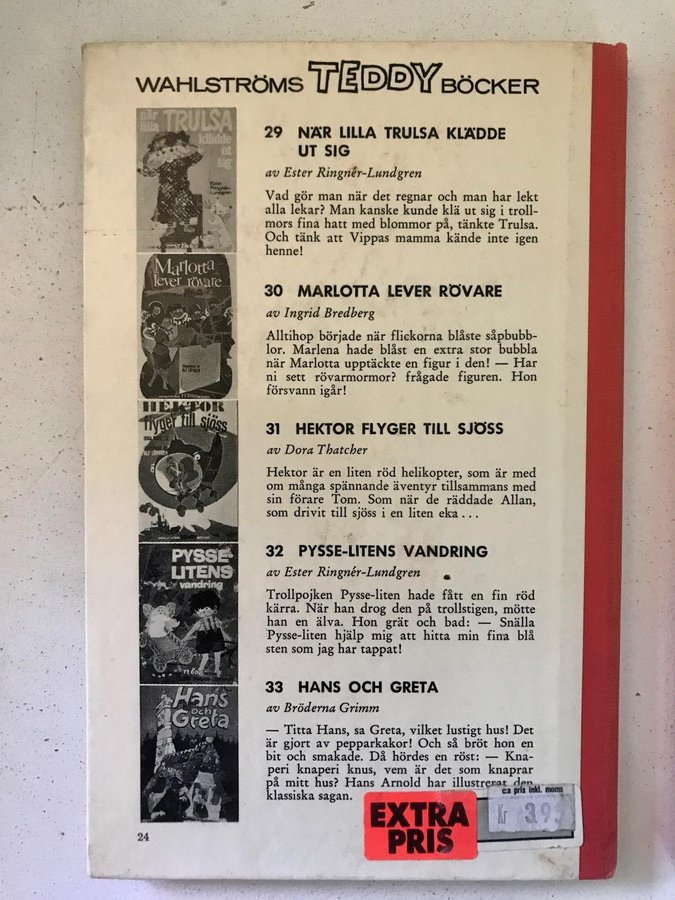 WAHLSTRÖMS TEDDY BÖCKER
när
lilla TRULSA
klädde
ut
sig
Ester
Ringnér-
Lundgren
29 NÄR LILLA TRULSA KLÄDDE
UT SIG
av Ester Ringnér-Lundgren
Vad gör man när det regnar och man har lekt
alla lekar? Man kanske kunde klä ut sig i troll-
mors fina hatt med blommor på, tänkte Trulsa.
Och tänk att Vippas mamma kände inte igen
henne!
Marlotta
lever rövare
30 MARLOTTA LEVER RÖVARE
av Ingrid Bredberg
Alltihop började när flickorna blåste såpbubb-
lor. Marlena hade blåst en extra stor bubbla
när Marlotta upptäckte en figur i den! — Har
ni sett rövarmormor? frågade figuren. Hon
försvann igår!
HEKTOR
flyger till sjöss
31 HEKTOR FLYGER TILL SJÖSS
av Dora Thatcher
Hektor är en liten röd helikopter, som är med
om många spännande äventyr tillsammans med
sin förare Tom. Som när de räddade Allan,
som drivit till sjöss i en liten eka . . .
PYSSE-
LITENS
vandring
32 PYSSE-LITENS VANDRING
av Ester Ringnér-Lundgren
Trollpojken Pysse-liten hade fått en fin röd
kärra. När han drog den på trollstigen, mötte
han en älva. Hon grät och bad: — Snälla
Pysse-liten hjälp mig att hitta min fina blå
sten som jag har tappat!
Hans
och
Greta
33 HANS OCH GRETA
av Bröderna Grimm
— Titta Hans, sa Greta, vilket lustigt hus! Det
är gjort av pepparkakor! Och så bröt hon en
bit och smakade. Då hördes en röst: — Kna-
peri knaperi knus, vem är det som knaprar
på mitt hus? Hans Arnold har illustrerat den
klassiska sagan.
c:a pris inkl. moms
Kr 3.95
EXTRA
PRIS
24